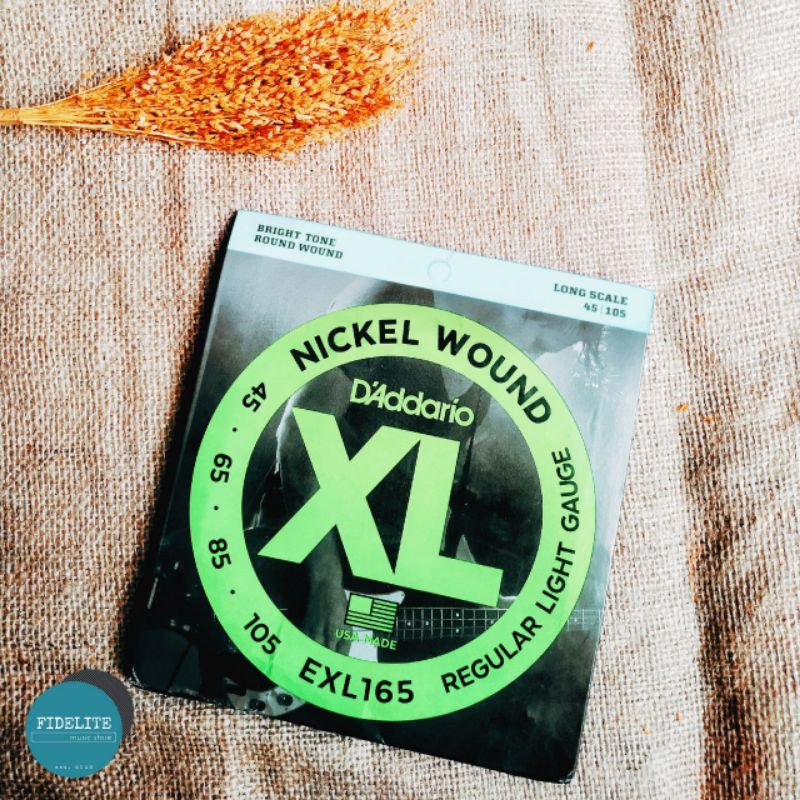 BRIGHT TONE
ROUND WOUND
LONG SCALE
45 | 105
NICKEL WOUND
D'Addario
XL
45 · 65 · 85 · 105
USA MADE
EXL165
REGULAR LIGHT GAUGE
FIDELITE
music store